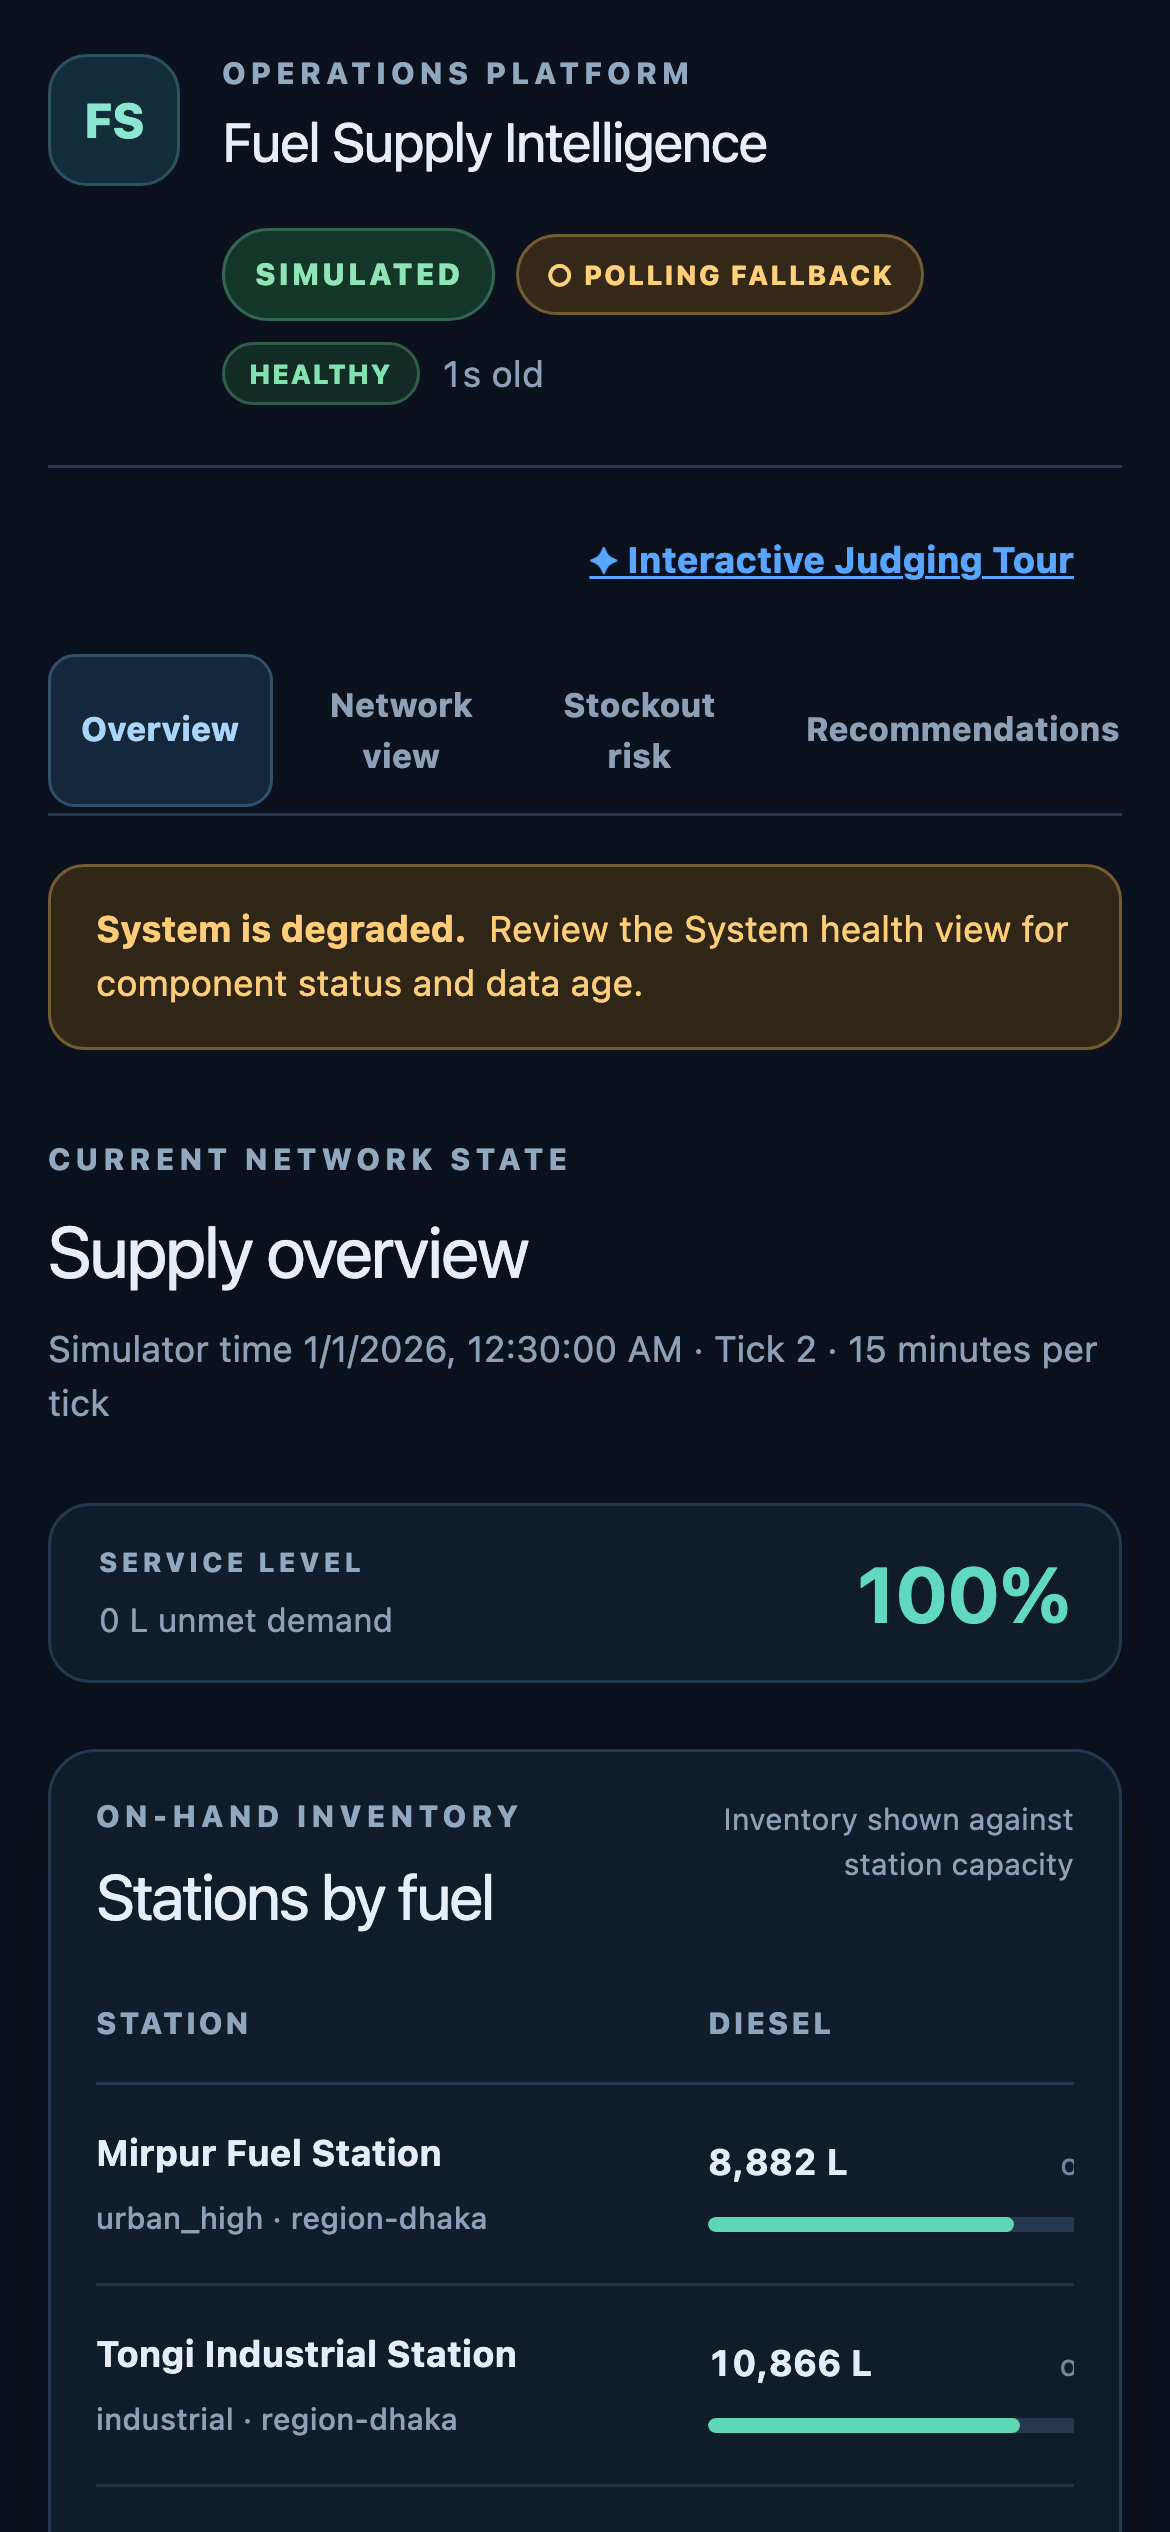 FS
OPERATIONS PLATFORM
Fuel Supply Intelligence
SIMULATED
POLLING FALLBACK
HEALTHY 1s old
✦ Interactive Judging Tour
Overview
Network
view
Stockout
risk
Recommendations
System is degraded. Review the System health view for
component status and data age.
CURRENT NETWORK STATE
Supply overview
Simulator time 1/1/2026, 12:30:00 AM · Tick 2 · 15 minutes per
tick
SERVICE LEVEL
0 L unmet demand
100%
ON-HAND INVENTORY
Stations by fuel
Inventory shown against
station capacity
STATION DIESEL
Mirpur Fuel Station
urban_high · region-dhaka
8,882 L
Tongi Industrial Station
industrial · region-dhaka
10,866 L